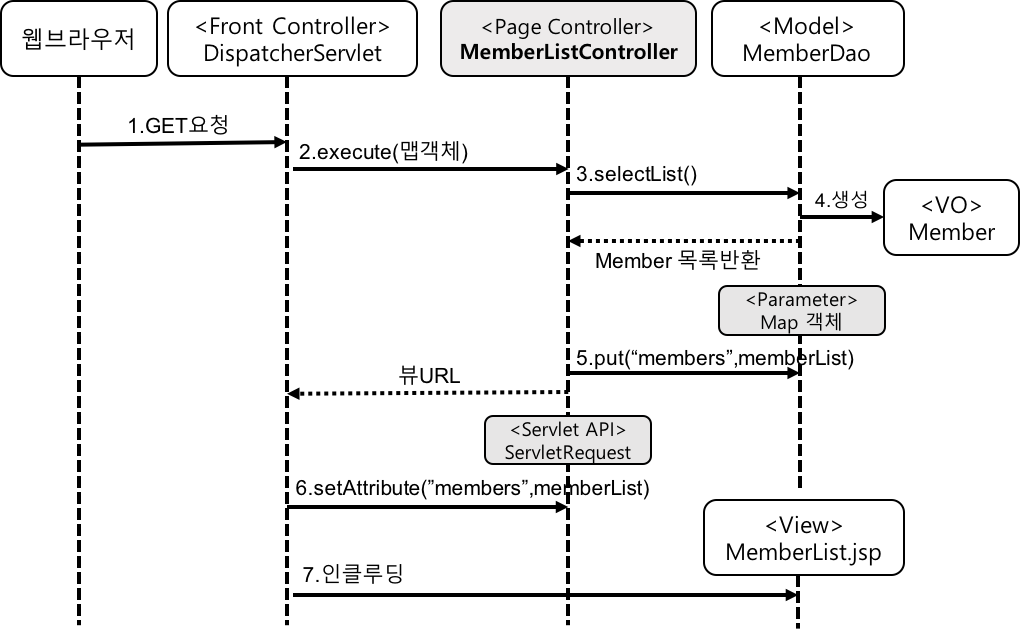 웹브라우저
<Front Controller>
DispatcherServlet
<Page Controller>
MemberListController
<Model>
MemberDao
1.GET요청
2.execute(맵객체)
3.selectList()
4.생성
<VO>
Member
Member 목록반환
<Parameter>
Map 객체
5.put(“members”,memberList)
뷰URL
<Servlet API>
ServletRequest
6.setAttribute(”members”,memberList)
<View>
MemberList.jsp
7.인클루딩